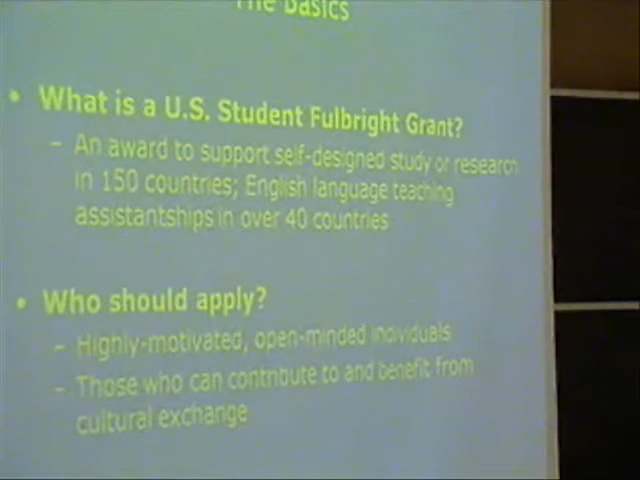 The Basics
• What is a U.S. Student Fulbright Grant?
– An award to support self-designed study or research
in 150 countries; English language teaching
assistantships in over 40 countries
• Who should apply?
– Highly-motivated, open-minded individuals
– Those who can contribute to and benefit from
cultural exchange